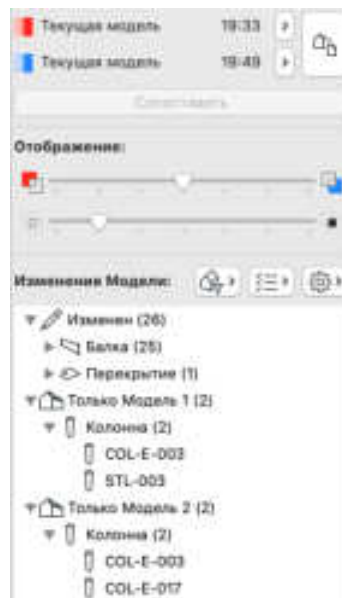 Текущая модель 19:33
Текущая модель 19:49
Сопоставить
Отображение:
Изменения Модели:
Изменен (26)
Балка (25)
Перекрытие (1)
Только Модель 1 (2)
Колонна (2)
COL-E-003
STL-003
Только Модель 2 (2)
Колонна (2)
COL-E-003
COL-E-017